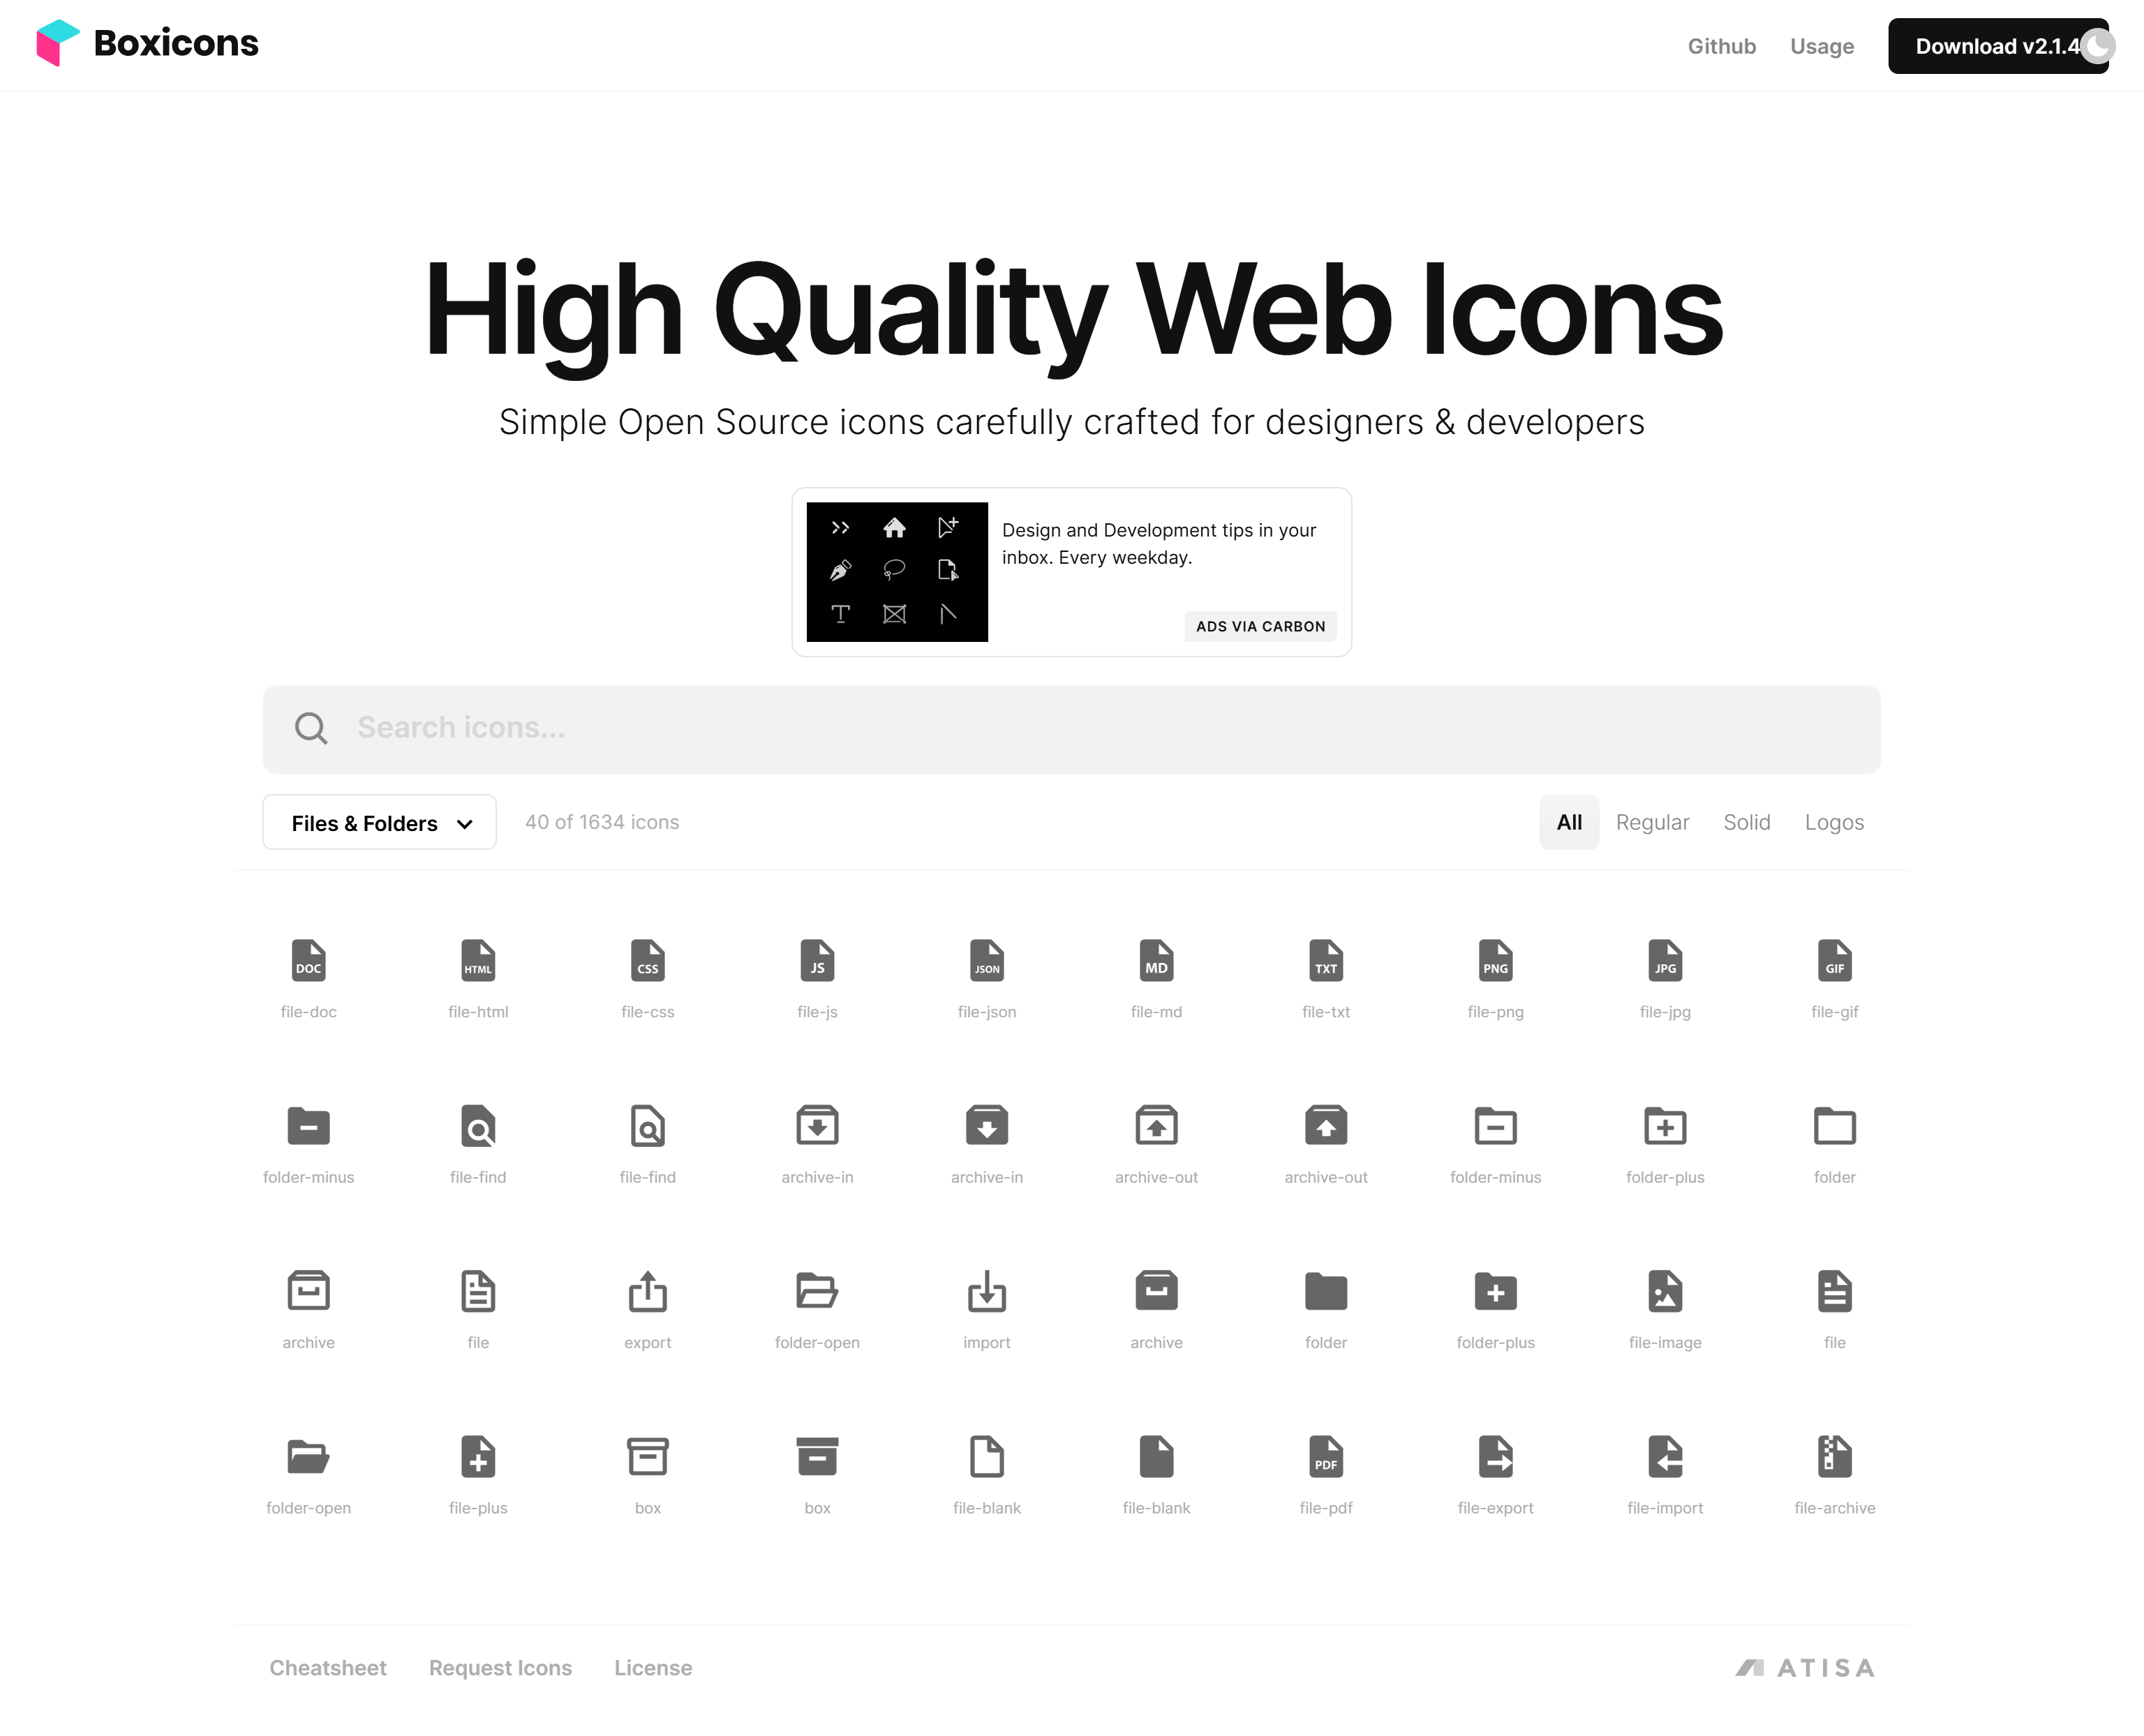 Boxicons
Github
Usage
Download v2.1.4
High Quality Web Icons
Simple Open Source icons carefully crafted for designers & developers
Design and Development tips in your
inbox. Every weekday.
ADS VIA CARBON
Search icons...
Files & Folders
40 of 1634 icons
All
Regular
Solid
Logos
DOC HTML CSS JS JSON MD TXT PNG JPG GIF
file-doc file-html file-css file-js file-json file-md file-txt file-png file-jpg file-gif
folder-minus file-find file-find archive-in archive-in archive-out archive-out folder-minus folder-plus folder
archive file export folder-open import archive folder folder-plus file-image file
PDF
folder-open file-plus box box file-blank file-blank file-pdf file-export file-import file-archive
Cheatsheet
Request Icons
License
ATISA